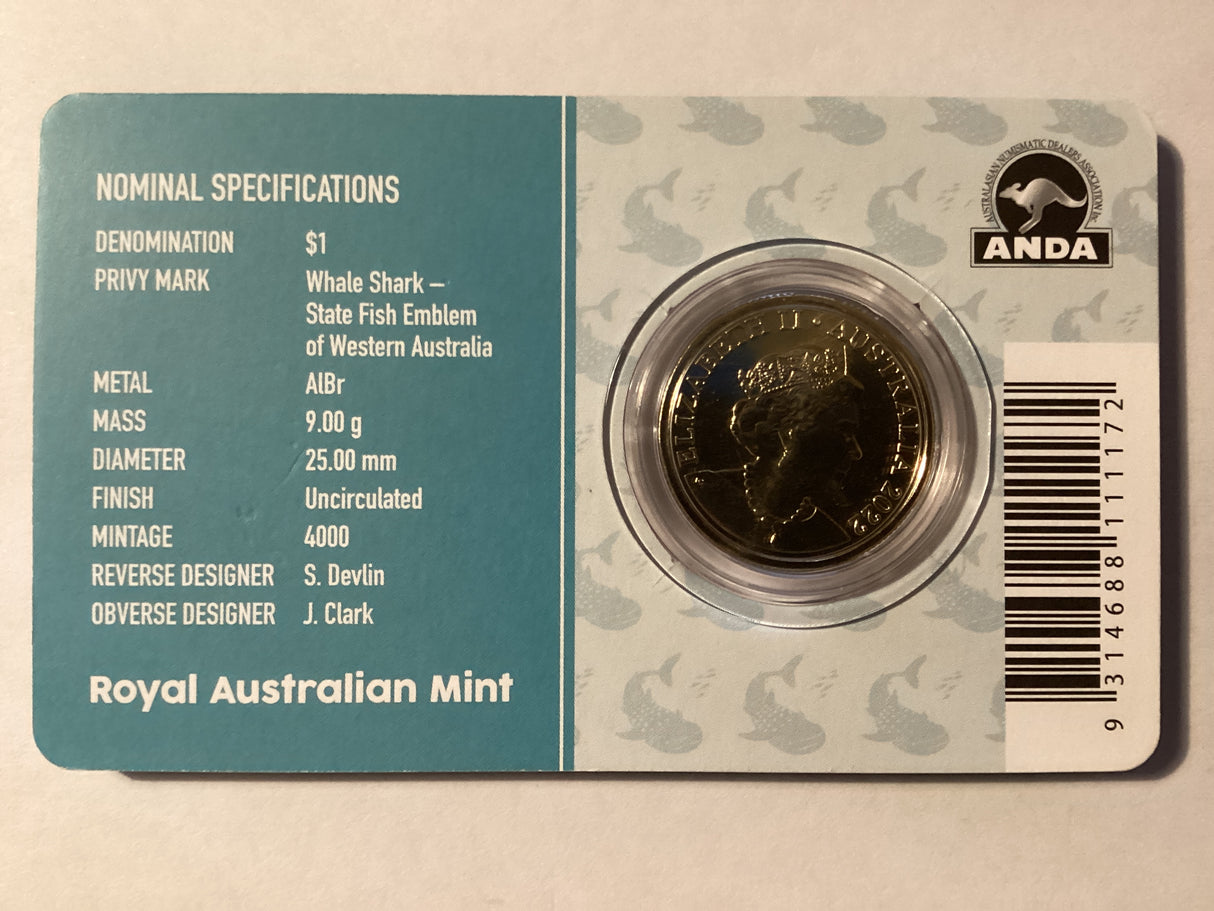 NOMINAL SPECIFICATIONS
DENOMINATION $1
PRIVY MARK Whale Shark –
State Fish Emblem
of Western Australia
METAL AlBr
MASS 9.00 g
DIAMETER 25.00 mm
FINISH Uncirculated
MINTAGE 4000
REVERSE DESIGNER S. Devlin
OBVERSE DESIGNER J. Clark
Royal Australian Mint
ELIZABETH II • AUSTRALIA 2022
AUSTRALASIAN NUMISMATIC DEALERS ASSOCIATION Inc.
ANDA
9 314688 111172